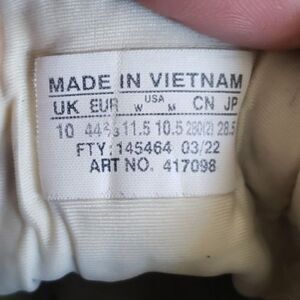 MADE IN VIETNAM
UK EUR USA W M CN JP
10 44⅔ 11.5 10.5 280(2) 28.5
FTY: 145464 03/22
ART NO. 417098